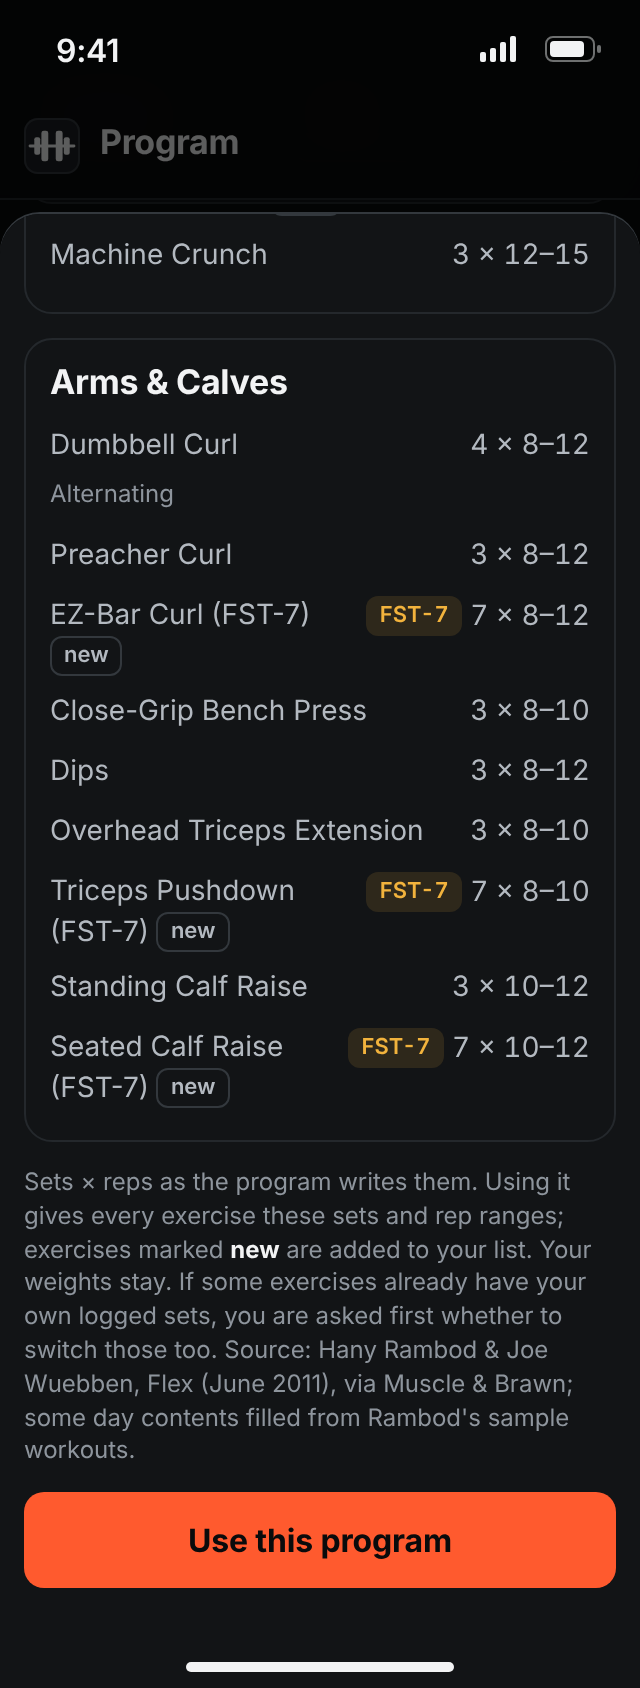 9:41
Program
Machine Crunch 3 × 12–15
Arms & Calves
Dumbbell Curl 4 × 8–12
Alternating
Preacher Curl 3 × 8–12
EZ-Bar Curl (FST-7) FST-7 7 × 8–12
new
Close-Grip Bench Press 3 × 8–10
Dips 3 × 8–12
Overhead Triceps Extension 3 × 8–10
Triceps Pushdown FST-7 7 × 8–10
(FST-7) new
Standing Calf Raise 3 × 10–12
Seated Calf Raise FST-7 7 × 10–12
(FST-7) new
Sets × reps as the program writes them. Using it
gives every exercise these sets and rep ranges;
exercises marked new are added to your list. Your
weights stay. If some exercises already have your
own logged sets, you are asked first whether to
switch those too. Source: Hany Rambod & Joe
Wuebben, Flex (June 2011), via Muscle & Brawn;
some day contents filled from Rambod's sample
workouts.
Use this program